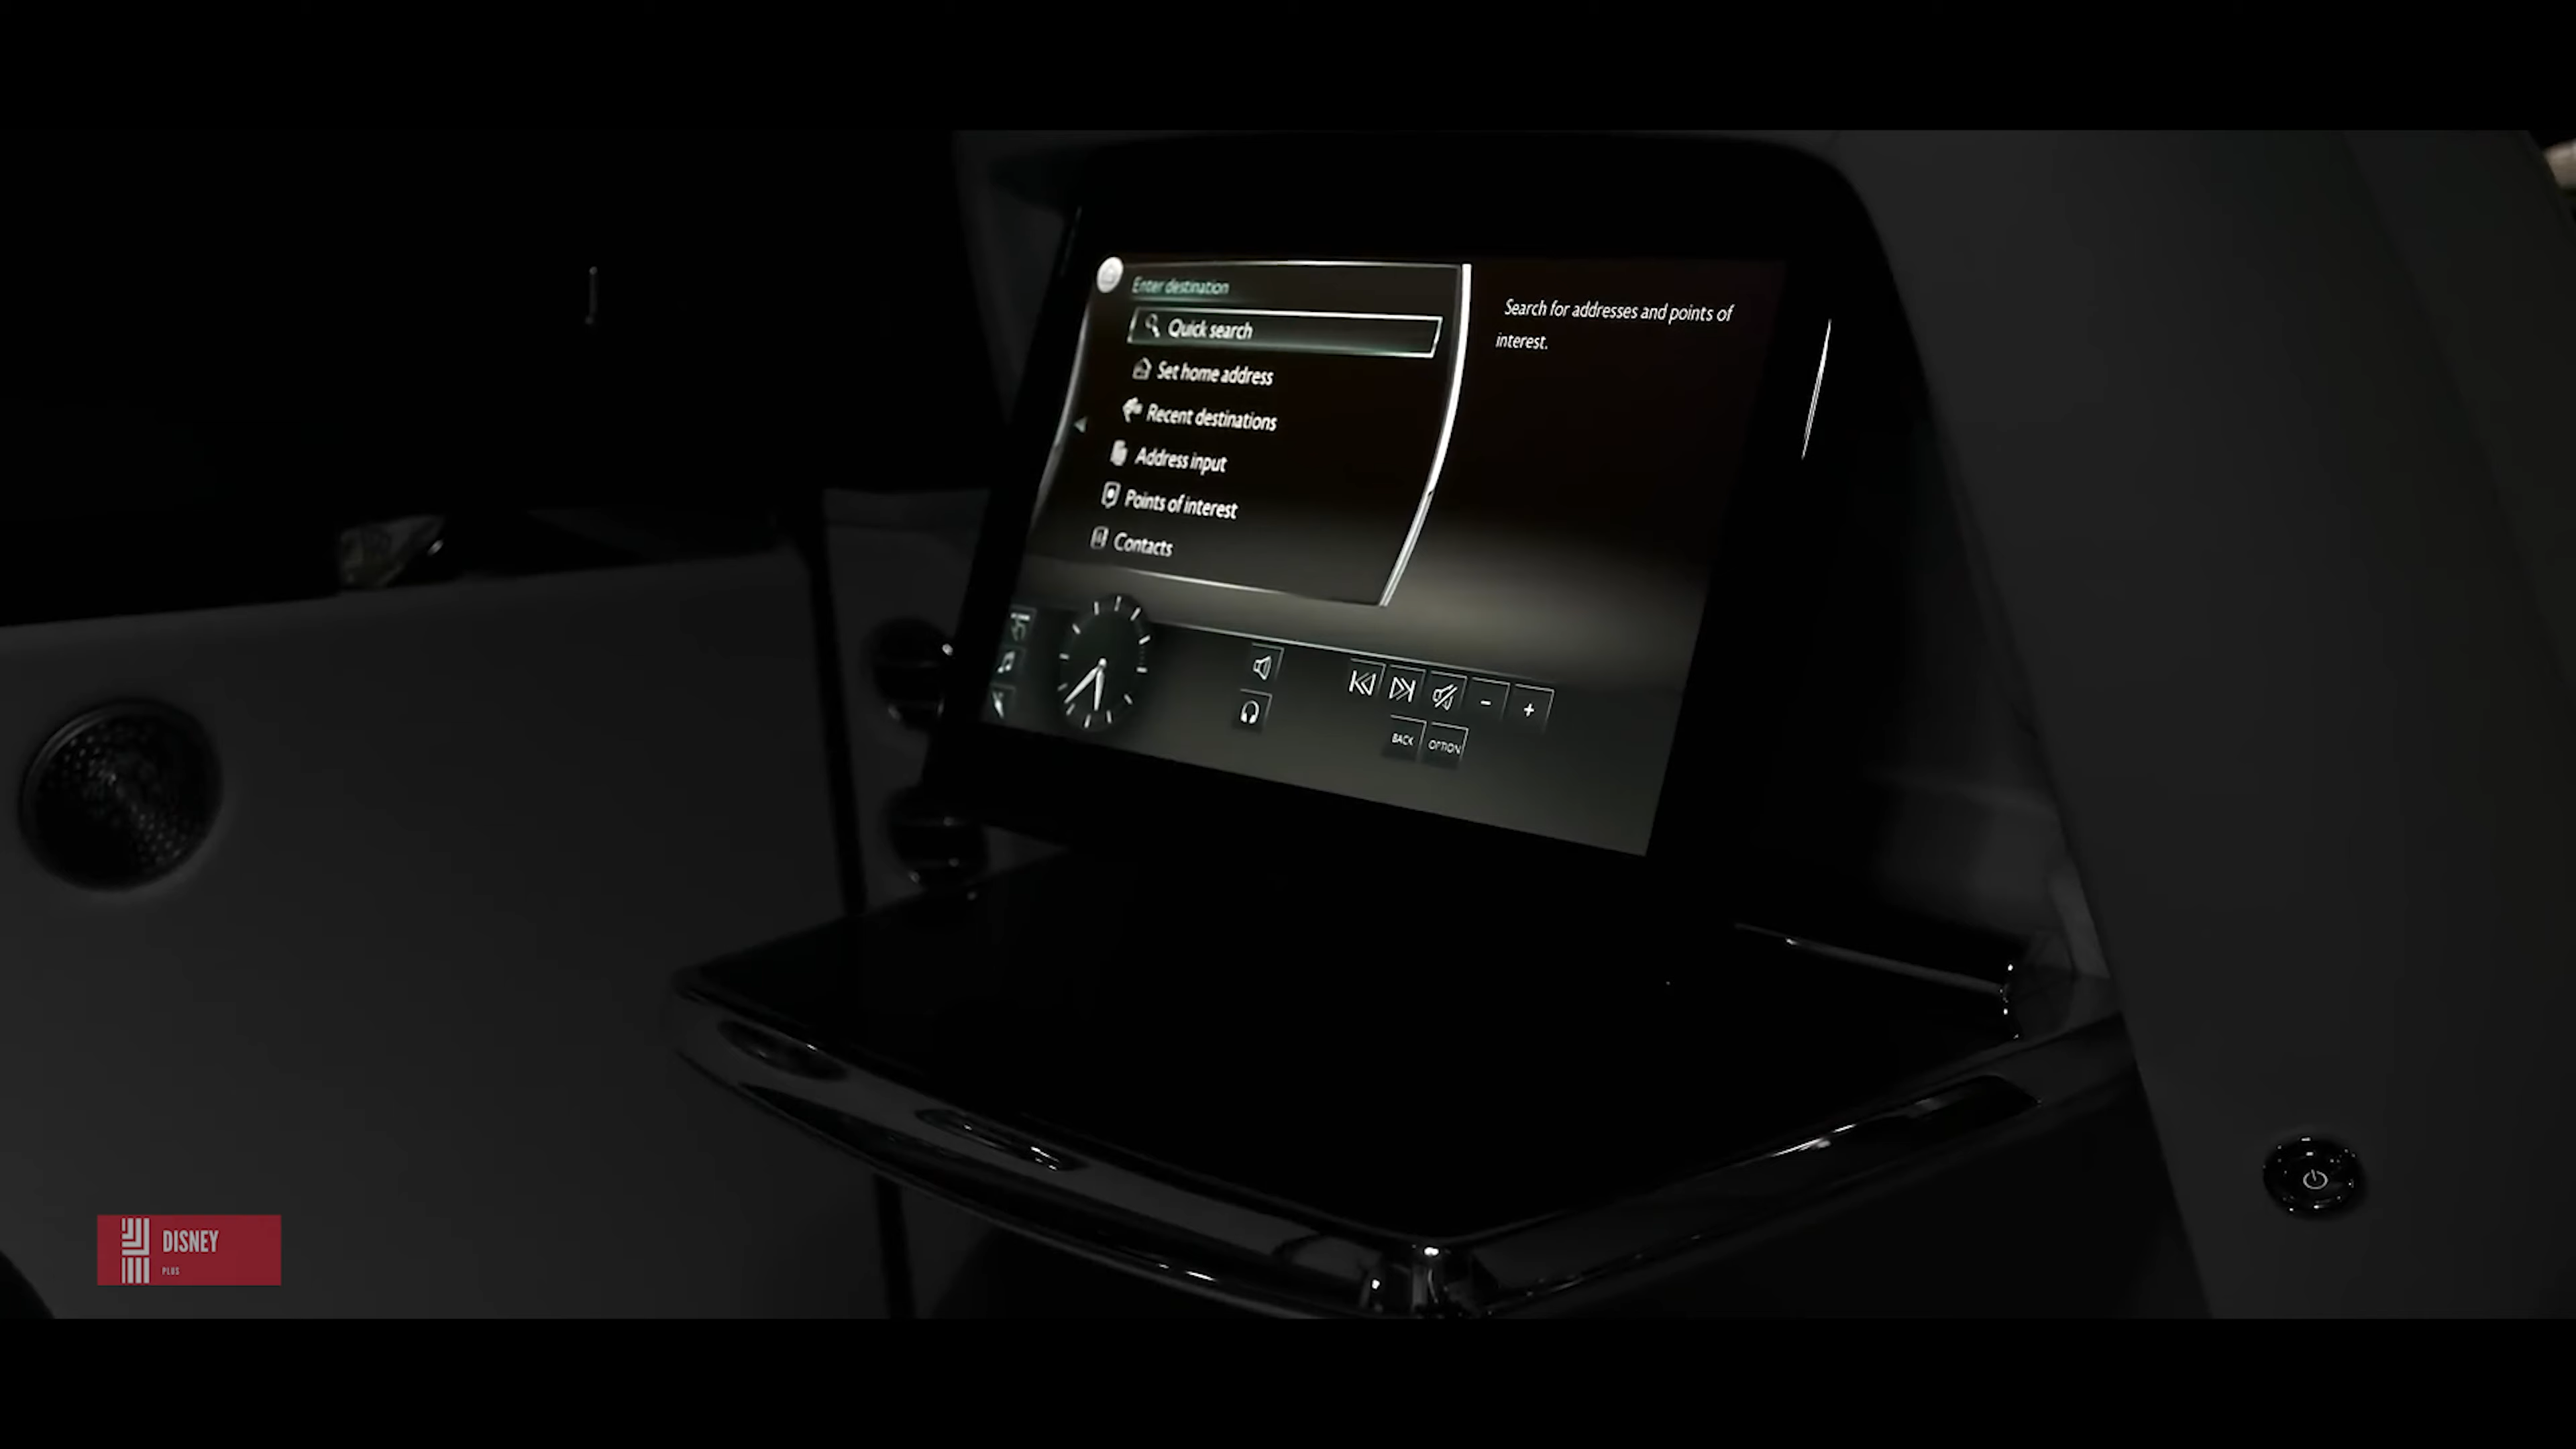 Enter destination
Quick search
Set home address
Recent destinations
Address input
Points of interest
Contacts
Search for addresses and points of
interest.
- +
BACK OPTION
DISNEY
PLUS